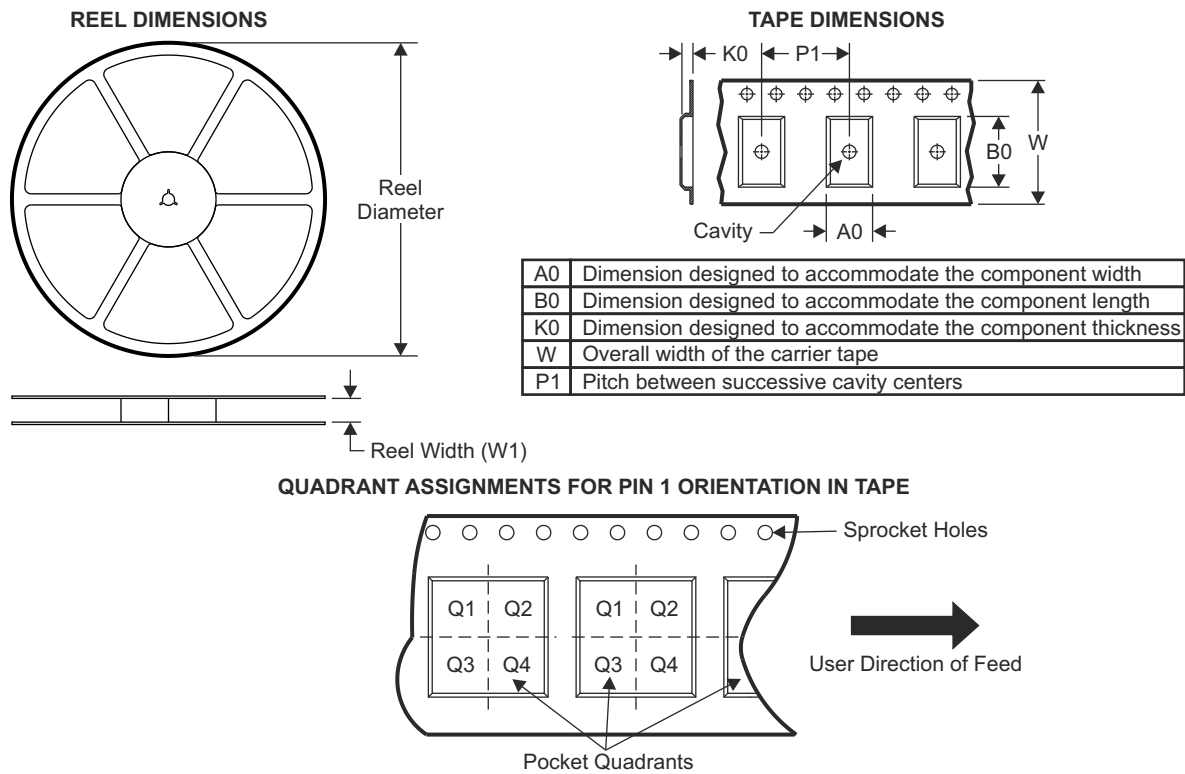 REEL DIMENSIONS
Reel
Diameter
Reel Width (W1)
TAPE DIMENSIONS
K0
P1
B0
W
Cavity
A0
A0 Dimension designed to accommodate the component width
B0 Dimension designed to accommodate the component length
K0 Dimension designed to accommodate the component thickness
W Overall width of the carrier tape
P1 Pitch between successive cavity centers
QUADRANT ASSIGNMENTS FOR PIN 1 ORIENTATION IN TAPE
Sprocket Holes
Q1 Q2 Q1 Q2
Q3 Q4 Q3 Q4
User Direction of Feed
Pocket Quadrants